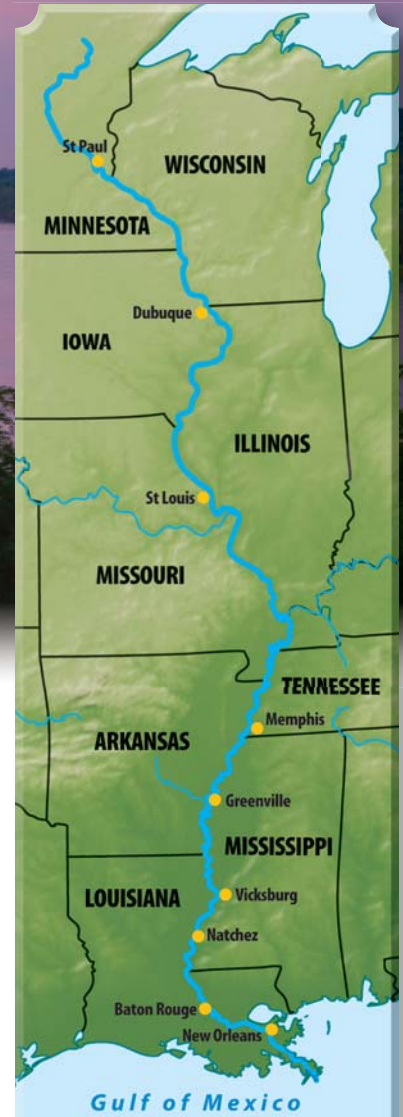 St Paul
WISCONSIN
MINNESOTA
Dubuque
IOWA
ILLINOIS
St Louis
MISSOURI
TENNESSEE
Memphis
ARKANSAS
Greenville
MISSISSIPPI
LOUISIANA
Vicksburg
Natchez
Baton Rouge
New Orleans
Gulf of Mexico